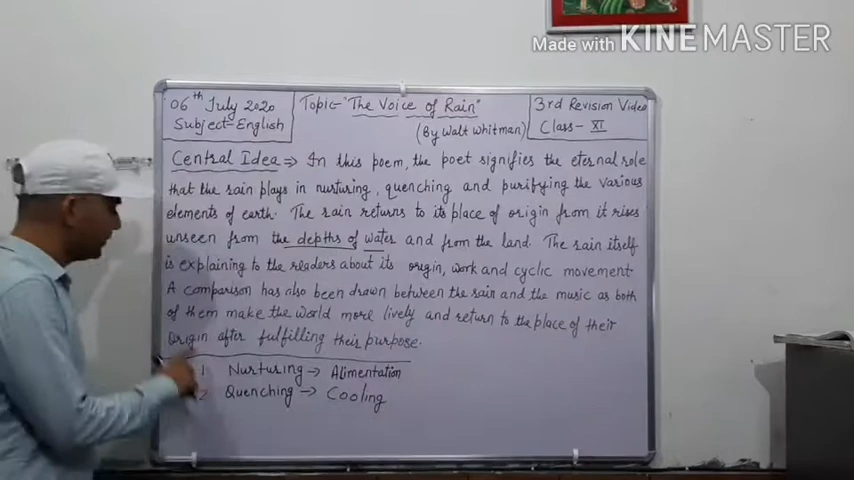 Made with KINEMASTER
06th July 2020
Subject-English
Topic- "The Voice of Rain"
(By Walt Whitman)
3rd Revision Video
Class- XI
Central Idea ⇒ In this poem, the poet signifies the eternal role
that the rain plays in nurturing, quenching and purifying the various
elements of earth. The rain returns to its place of origin from it rises
unseen from the depths of water and from the land. The rain itself
is explaining to the readers about its origin, work and cyclic movement.
A comparison has also been drawn between the rain and the music as both
of them make the world more lively and return to the place of their
Origin after fulfilling their purpose.
1 Nurturing → Alimentation
2 Quenching → Cooling